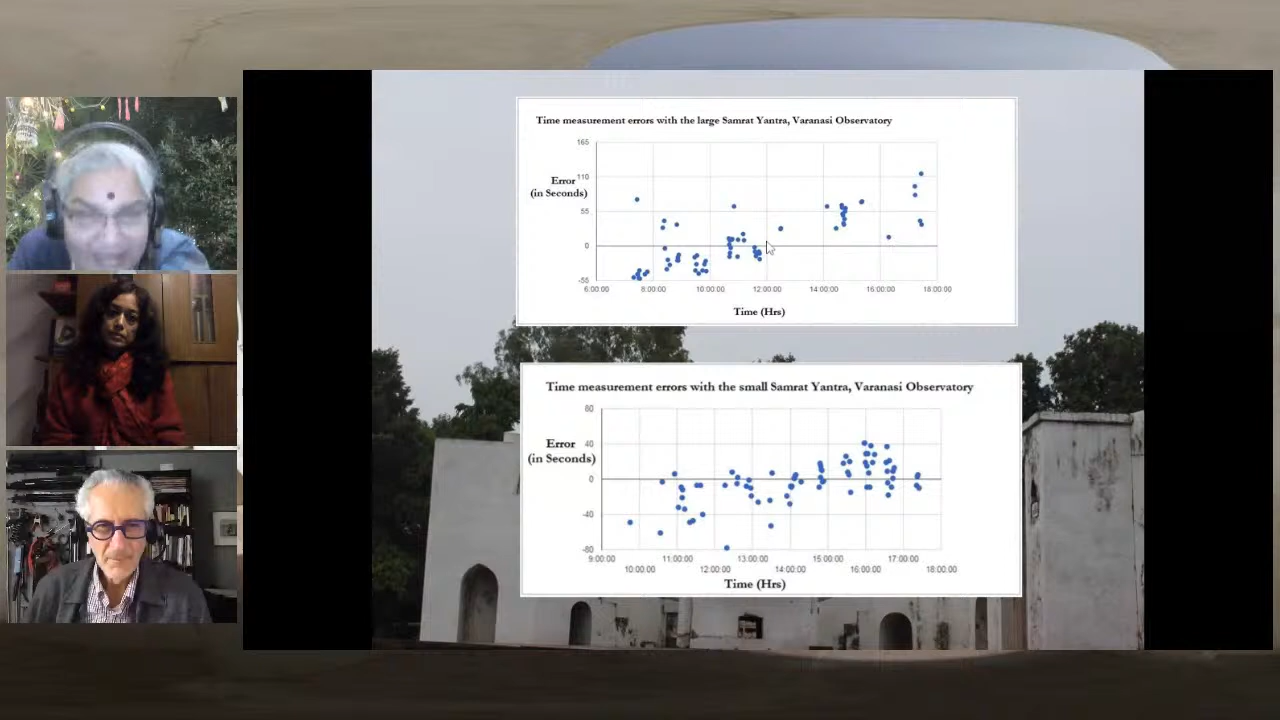 Time measurement errors with the large Samrat Yantra, Varanasi Observatory
165
Error
(in Seconds)
110
55
0
-55
6:00:00 8:00:00 10:00:00 12:00:00 14:00:00 16:00:00 18:00:00
Time (Hrs)
Time measurement errors with the small Samrat Yantra, Varanasi Observatory
80
Error
(in Seconds)
40
0
-40
-80
9:00:00 11:00:00 13:00:00 15:00:00 17:00:00
10:00:00 12:00:00 14:00:00 16:00:00 18:00:00
Time (Hrs)